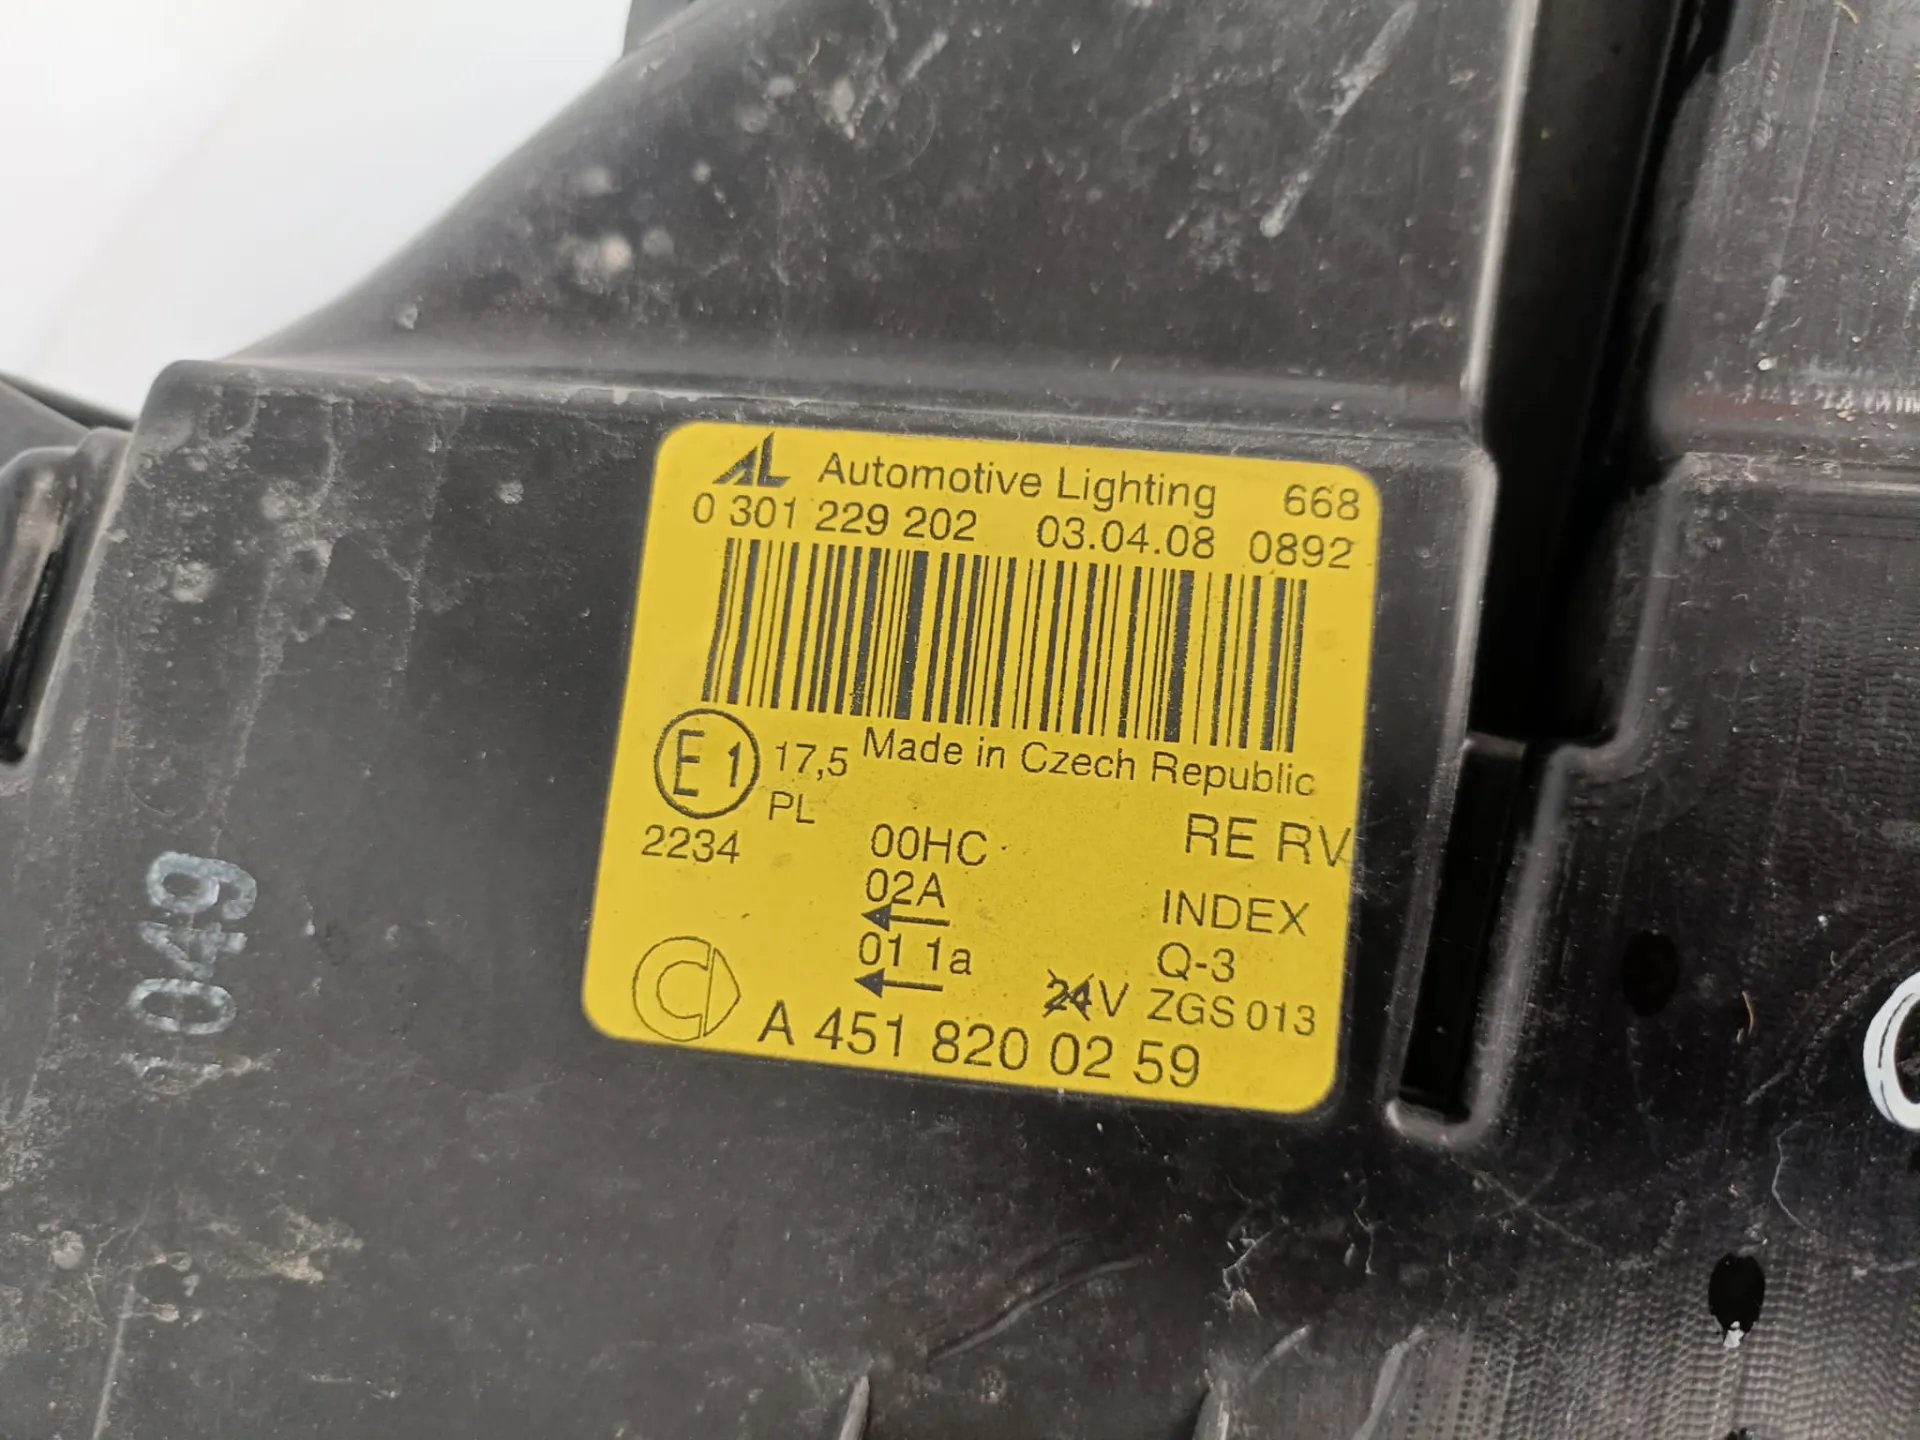 AL Automotive Lighting 668
0 301 229 202 03.04.08 0892
E1 17,5 Made in Czech Republic
PL
2234 00HC RE RV
02A INDEX
01 1a Q-3
24V ZGS 013
A 451 820 02 59
1049